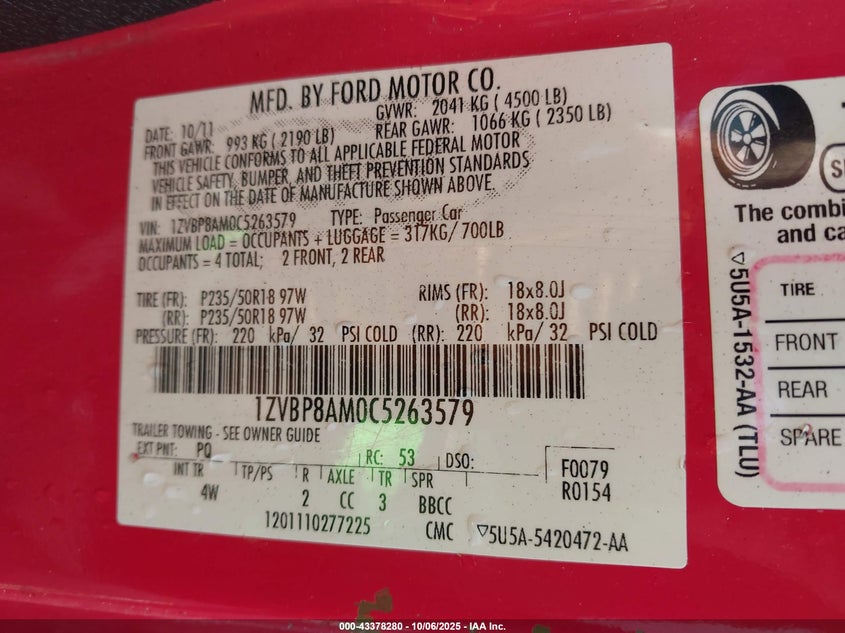 MFD. BY FORD MOTOR CO.
DATE: 10/11 GVWR: 2041 KG ( 4500 LB)
FRONT GAWR: 993 KG ( 2190 LB) REAR GAWR: 1066 KG ( 2350 LB)
THIS VEHICLE CONFORMS TO ALL APPLICABLE FEDERAL MOTOR
VEHICLE SAFETY, BUMPER, AND THEFT PREVENTION STANDARDS
IN EFFECT ON THE DATE OF MANUFACTURE SHOWN ABOVE.
VIN: 1ZVBP8AM0C5263579 TYPE: Passenger Car
MAXIMUM LOAD = OCCUPANTS + LUGGAGE = 317KG/ 700LB
OCCUPANTS = 4 TOTAL; 2 FRONT, 2 REAR
TIRE (FR): P235/50R18 97W RIMS (FR): 18x8.0J
(RR): P235/50R18 97W (RR): 18x8.0J
PRESSURE (FR): 220 kPa/ 32 PSI COLD (RR): 220 kPa/ 32 PSI COLD
1ZVBP8AM0C5263579
TRAILER TOWING - SEE OWNER GUIDE
EXT PNT: PQ RC: 53 DSO: F0079
INT TR TP/PS R AXLE TR SPR R0154
4W 2 CC 3 BBCC
1201110277225 CMC ▽5U5A-5420472-AA
The combi
and ca
▽5U5A-1532-AA (TLU)
TIRE
FRONT
REAR
SPARE
000-43378280 - 10/06/2025 - IAA Inc.